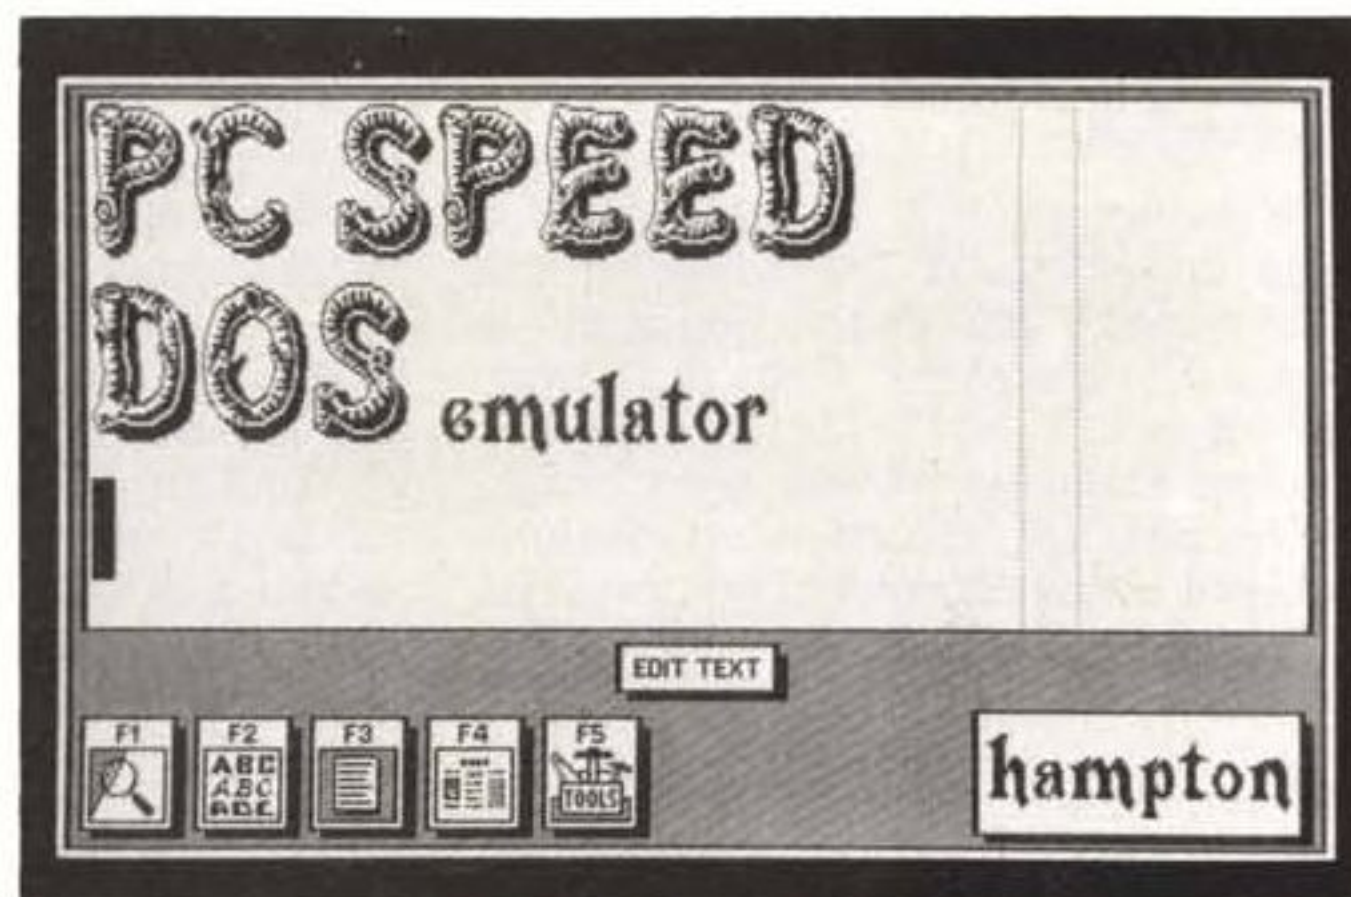 PC SPEED
DOS emulator
EDIT TEXT
F1 F2 F3 F4 F5
ABC
ABC
ABC
TOOLS
hampton